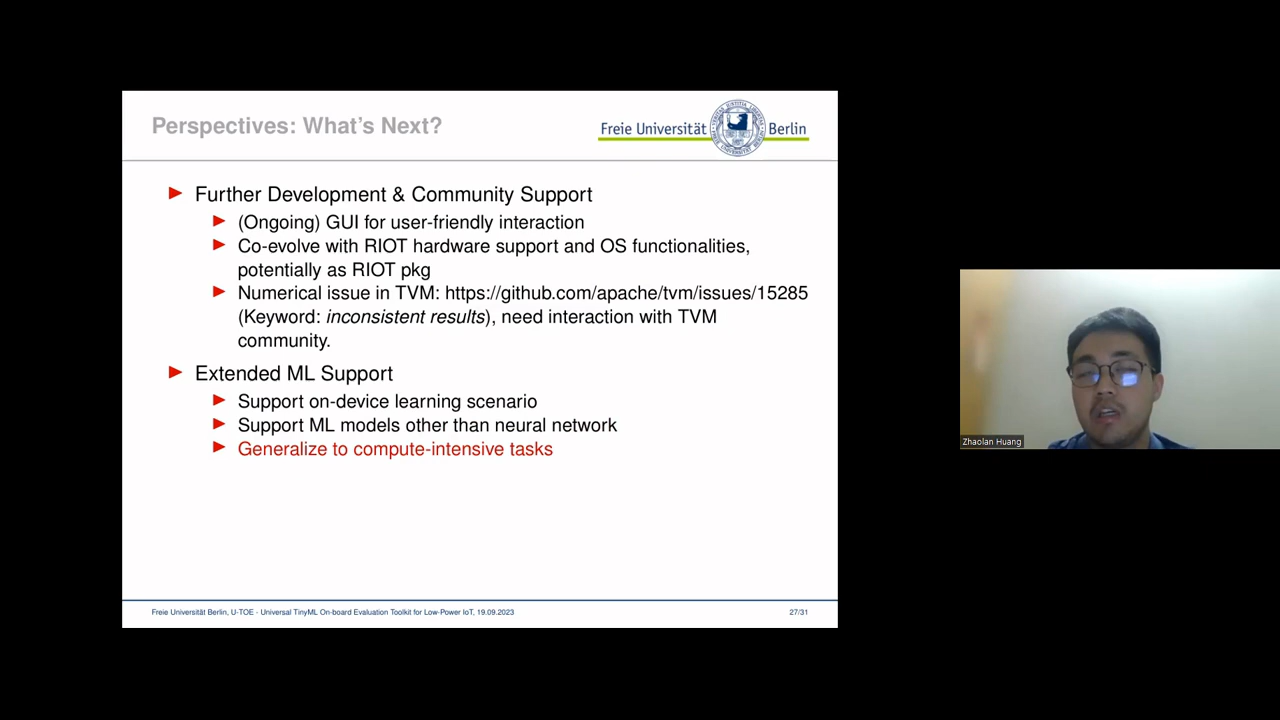 Perspectives: What's Next?
Freie Universität Berlin
Further Development & Community Support
(Ongoing) GUI for user-friendly interaction
Co-evolve with RIOT hardware support and OS functionalities,
potentially as RIOT pkg
Numerical issue in TVM: https://github.com/apache/tvm/issues/15285
(Keyword: inconsistent results), need interaction with TVM
community.
Extended ML Support
Support on-device learning scenario
Support ML models other than neural network
Generalize to compute-intensive tasks
Freie Universität Berlin, U-TOE - Universal TinyML On-board Evaluation Toolkit for Low-Power IoT, 19.09.2023
27/31
Zhaolan Huang